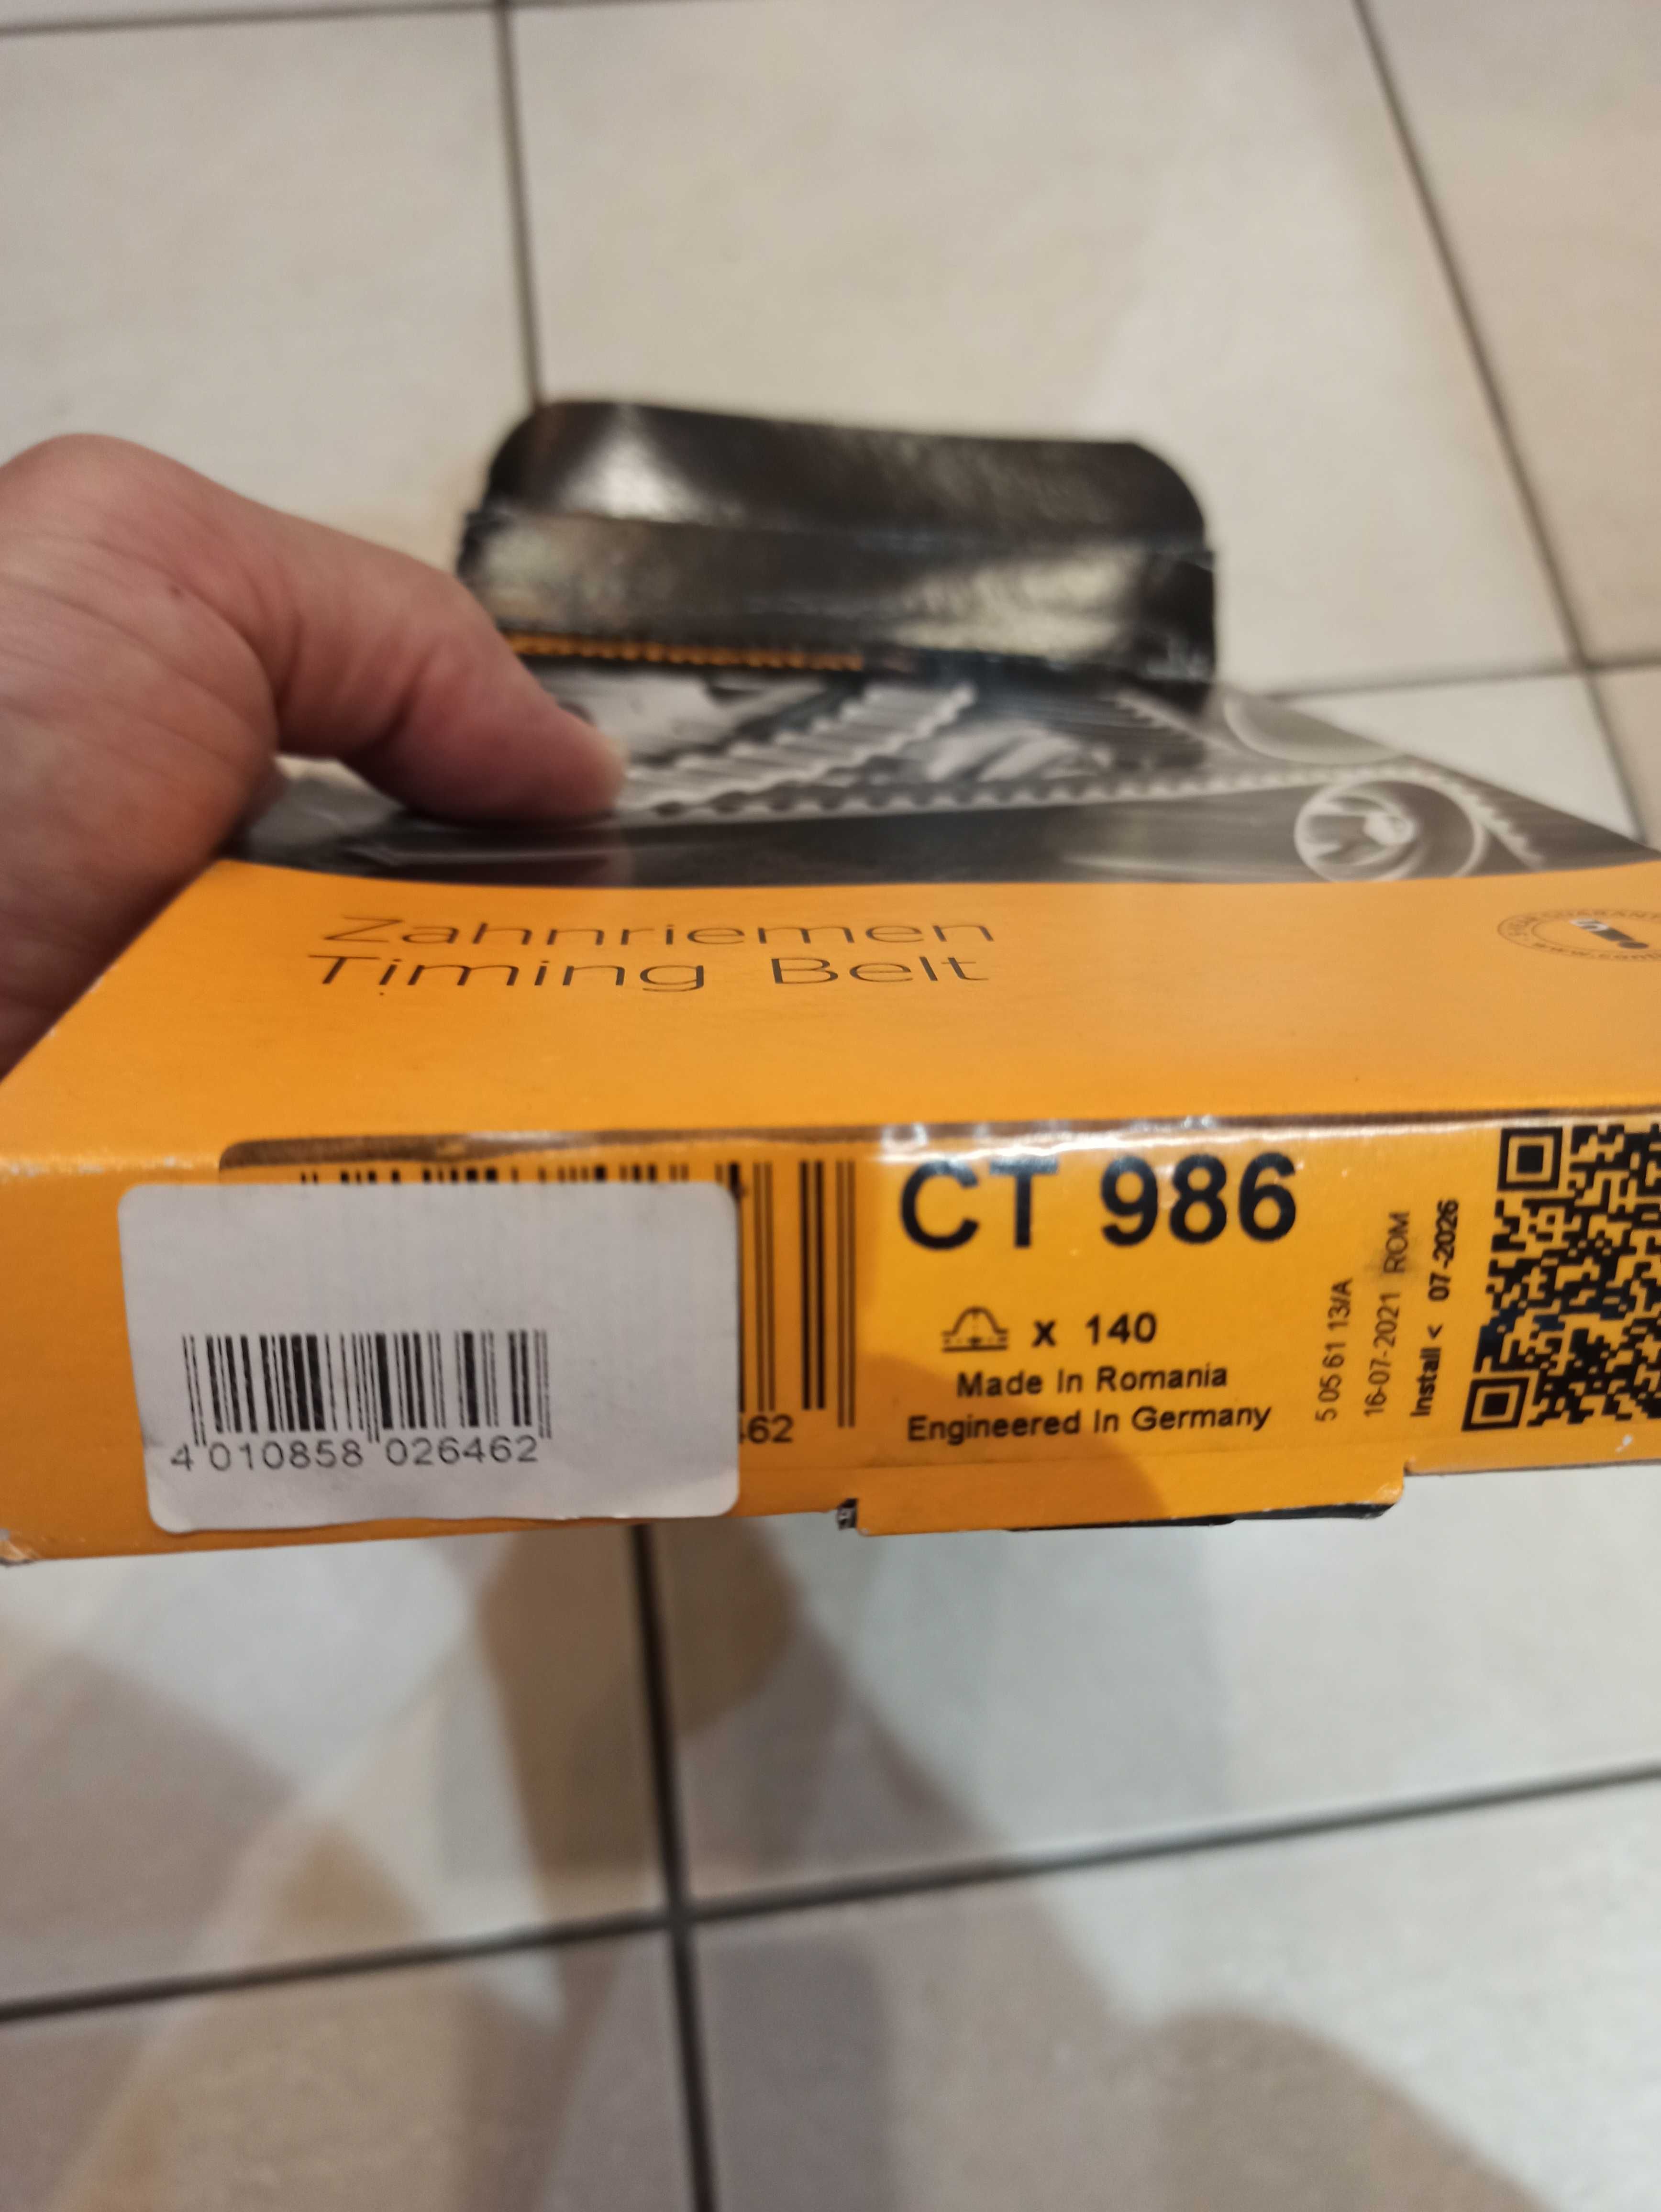 Zahnriemen
Timing Belt
CT 986
x 140
Made In Romania
Engineered In Germany
5 05 61 13/A
16-07-2021 ROM
Install < 07-2026
462
4 010858 026462